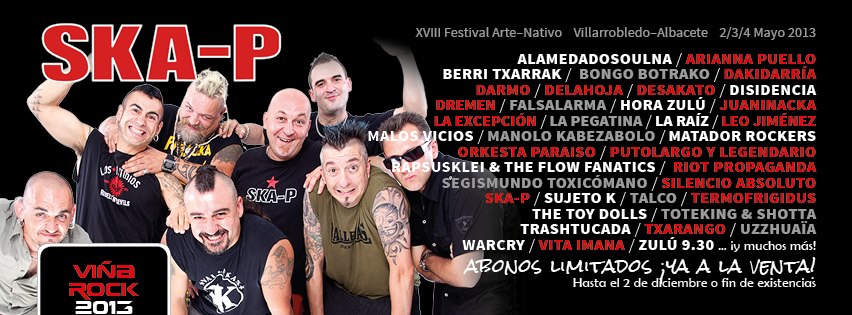 SKA-P
XVIII Festival Arte-Nativo Villarrobledo-Albacete 2/3/4 Mayo 2013
ALAMEDADOSOULNA / ARIANNA PUELLO
BERRI TXARRAK / BONGO BOTRAKO / DAKIDARRÍA
DARMO / DELAHOJA / DESAKATO / DISIDENCIA
DREMEN / FALSALARMA / HORA ZULÚ / JUANINACKA
LA EXCEPCIÓN / LA PEGATINA / LA RAÍZ / LEO JIMÉNEZ
MALOS VICIOS / MANOLO KABEZABOLO / MATADOR ROCKERS
ORKESTA PARAISO / PUTOLARGO Y LEGENDARIO
RAPSUSKLEI & THE FLOW FANATICS / RIOT PROPAGANDA
SEGISMUNDO TOXICÓMANO / SILENCIO ABSOLUTO
SKA-P / SUJETO K / TALCO / TERMOFRIGIDUS
THE TOY DOLLS / TOTEKING & SHOTTA
TRASHTUCADA / TXARANGO / UZZHUAÏA
WARCRY / VITA IMANA / ZULÚ 9.30 ... ¡y muchos más!
ABONOS LIMITADOS ¡YA A LA VENTA!
Hasta el 2 de diciembre o fin de existencias
SKA-P
VIÑA
ROCK
2013